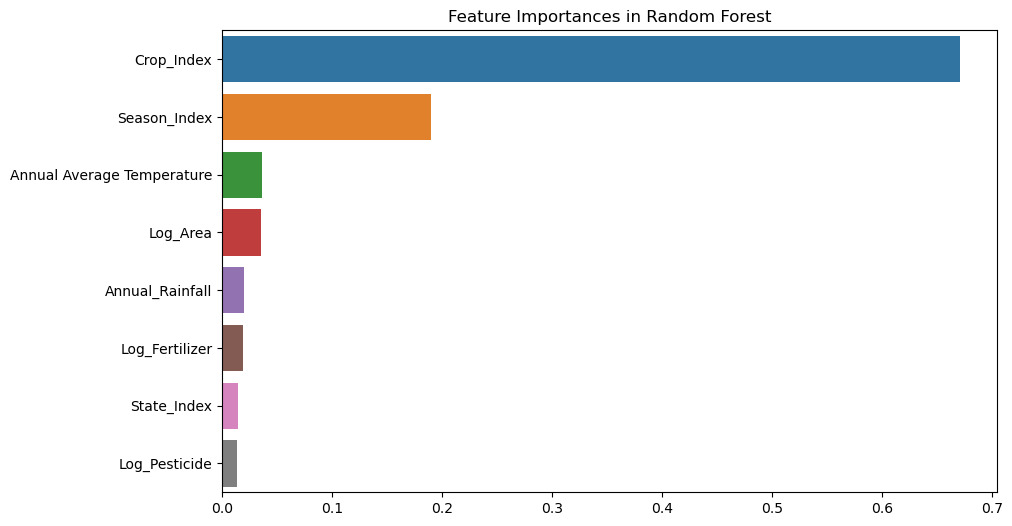 Feature Importances in Random Forest
Crop_Index
Season_Index
Annual Average Temperature
Log_Area
Annual_Rainfall
Log_Fertilizer
State_Index
Log_Pesticide
0.0 0.1 0.2 0.3 0.4 0.5 0.6 0.7